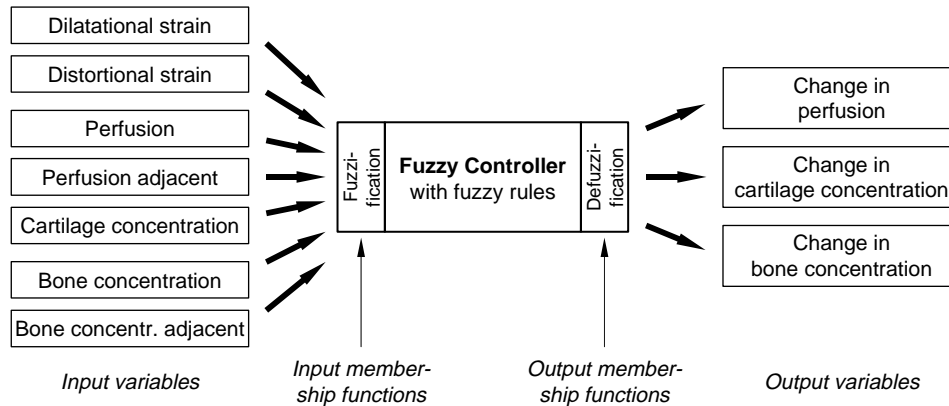 Dilatational strain
Distortional strain
Perfusion
Perfusion adjacent
Cartilage concentration
Bone concentration
Bone concentr. adjacent
Input variables
Fuzzi-
fication
Fuzzy Controller
with fuzzy rules
Defuzzi-
fication
Input member-
ship functions
Output member-
ship functions
Change in
perfusion
Change in
cartilage concentration
Change in
bone concentration
Output variables